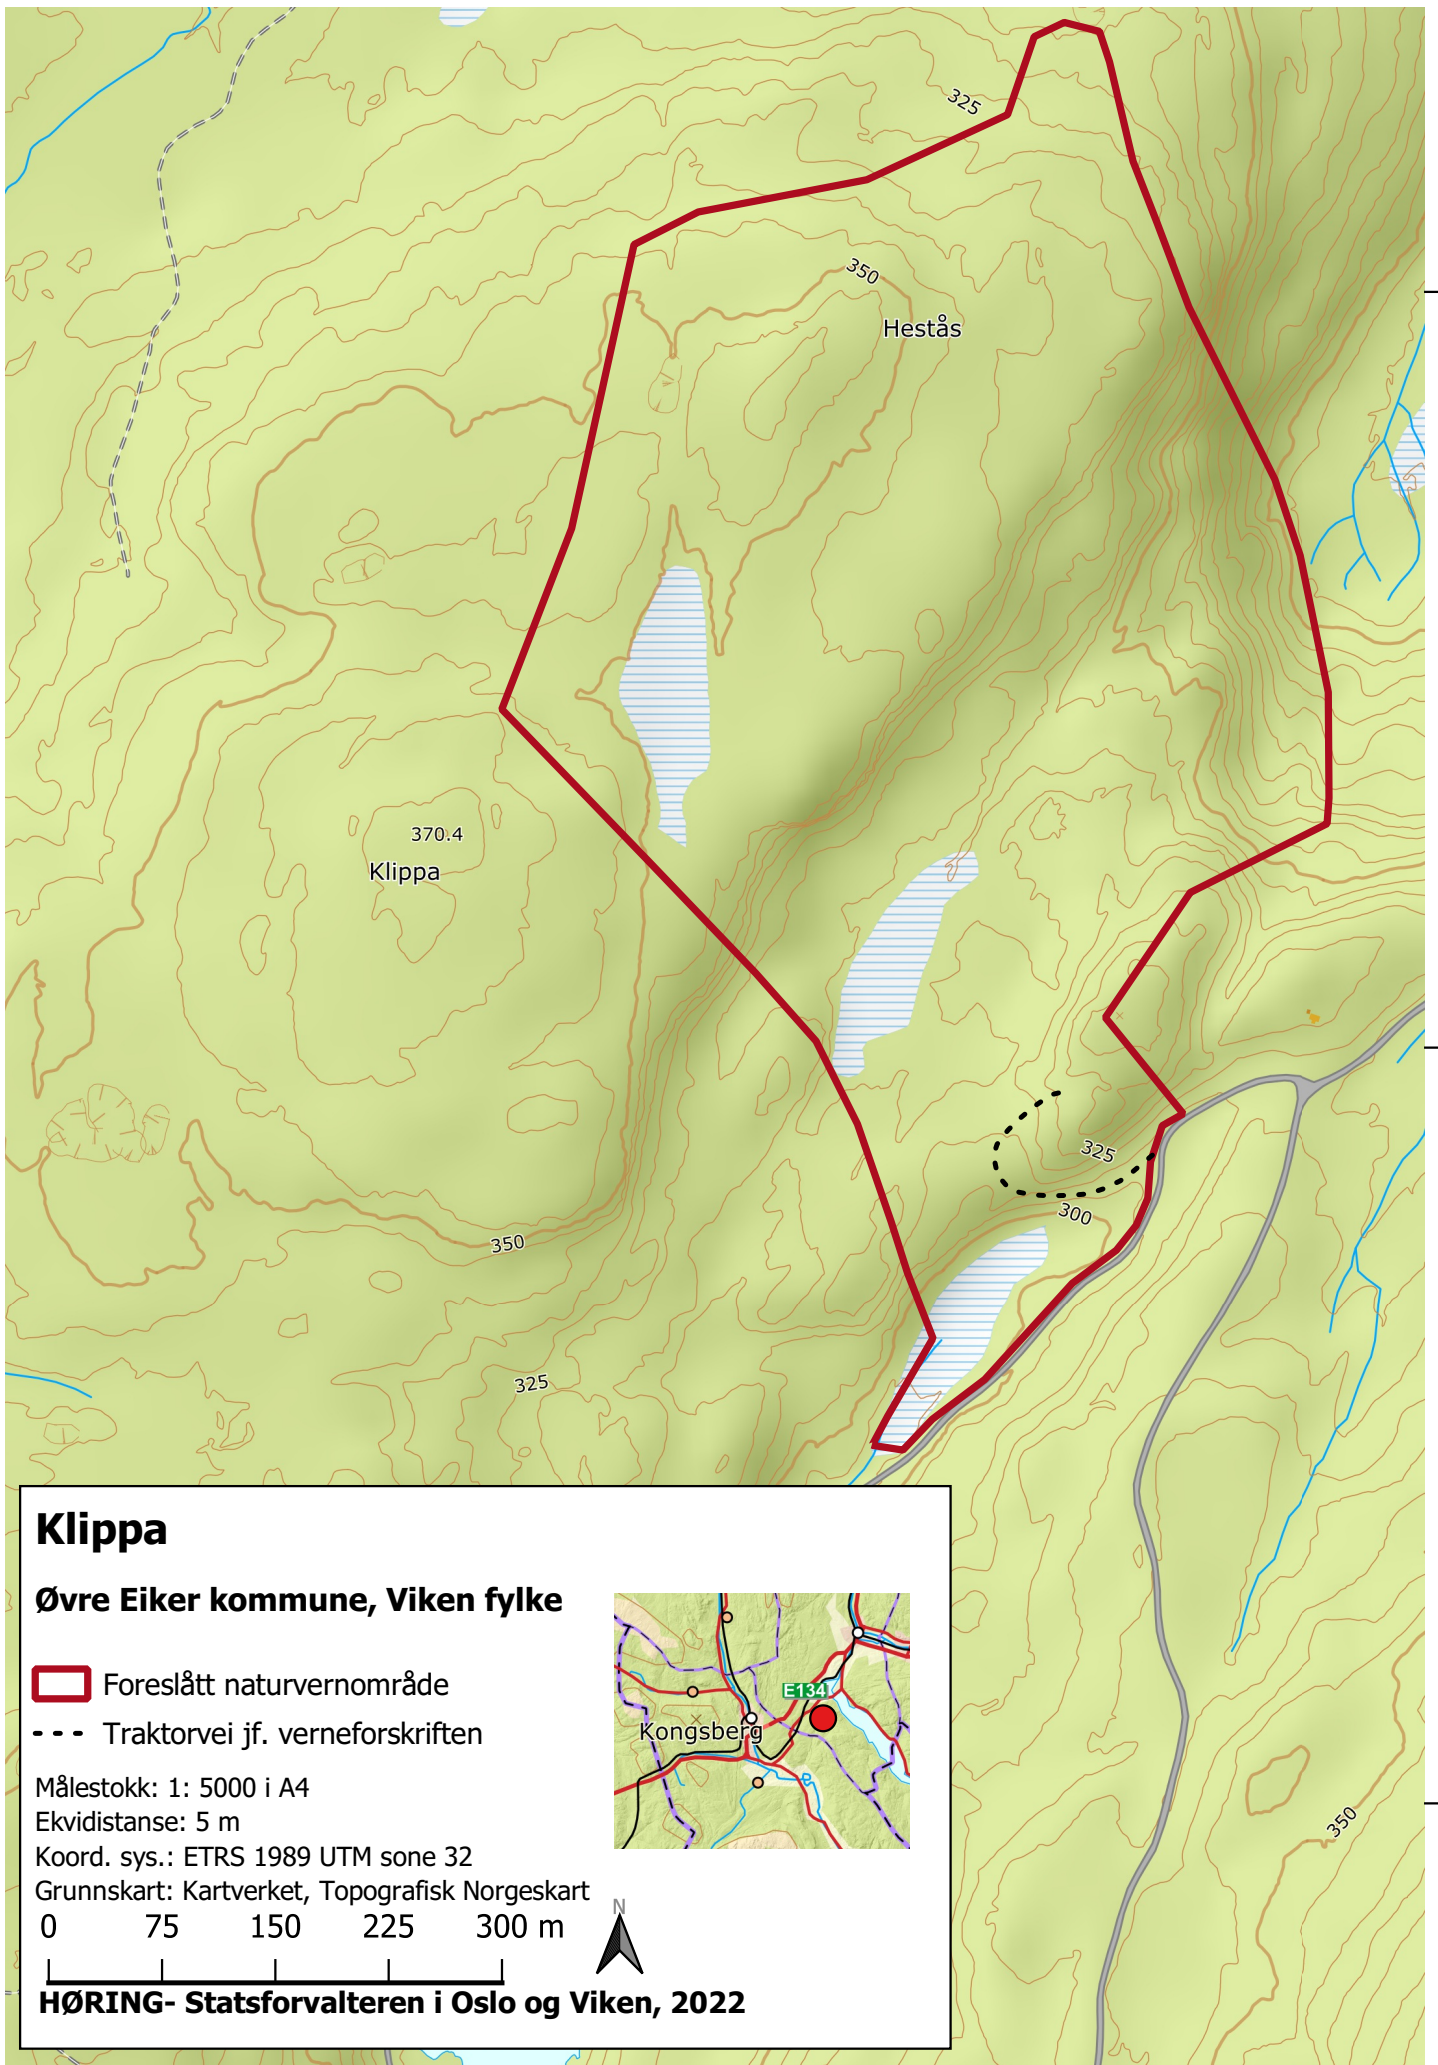 325
350
Hestås
370.4
Klippa
325
300
350
325
350
Klippa
Øvre Eiker kommune, Viken fylke
Foreslått naturvernområde
Traktorvei jf. verneforskriften
Målestokk: 1: 5000 i A4
Ekvidistanse: 5 m
Koord. sys.: ETRS 1989 UTM sone 32
Grunnskart: Kartverket, Topografisk Norgeskart
0 75 150 225 300 m
HØRING- Statsforvalteren i Oslo og Viken, 2022
E134
Kongsberg
N